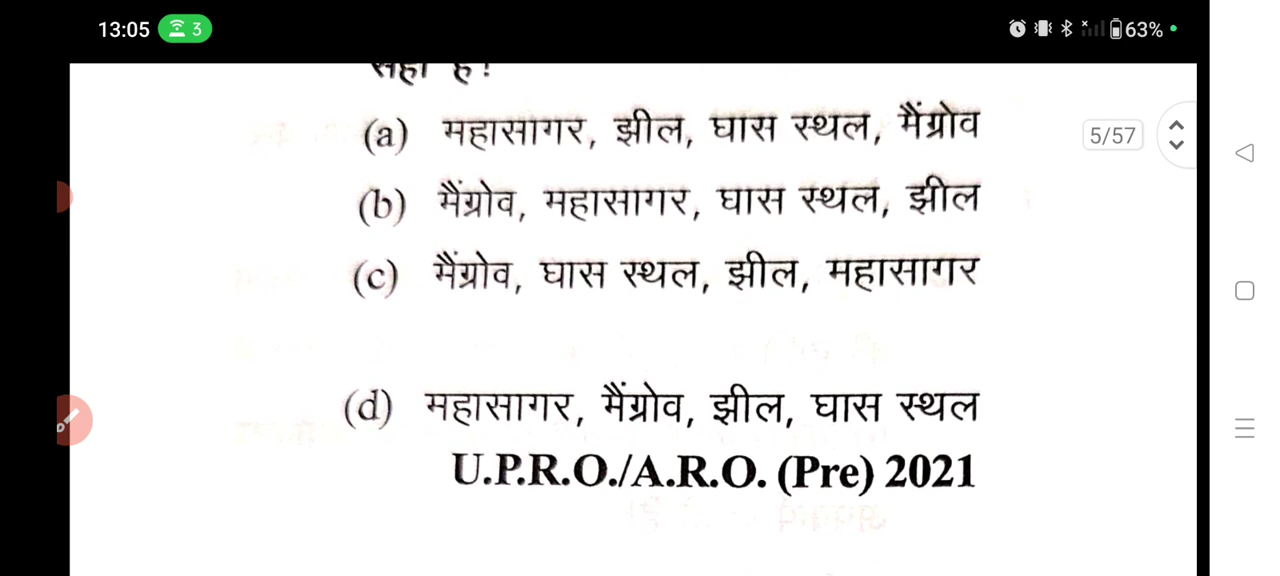 13:05 3 63%
सही है?
(a) महासागर, झील, घास स्थल, मैंग्रोव
5/57
(b) मैंग्रोव, महासागर, घास स्थल, झील
(c) मैंग्रोव, घास स्थल, झील, महासागर
(d) महासागर, मैंग्रोव, झील, घास स्थल
U.P.R.O./A.R.O. (Pre) 2021